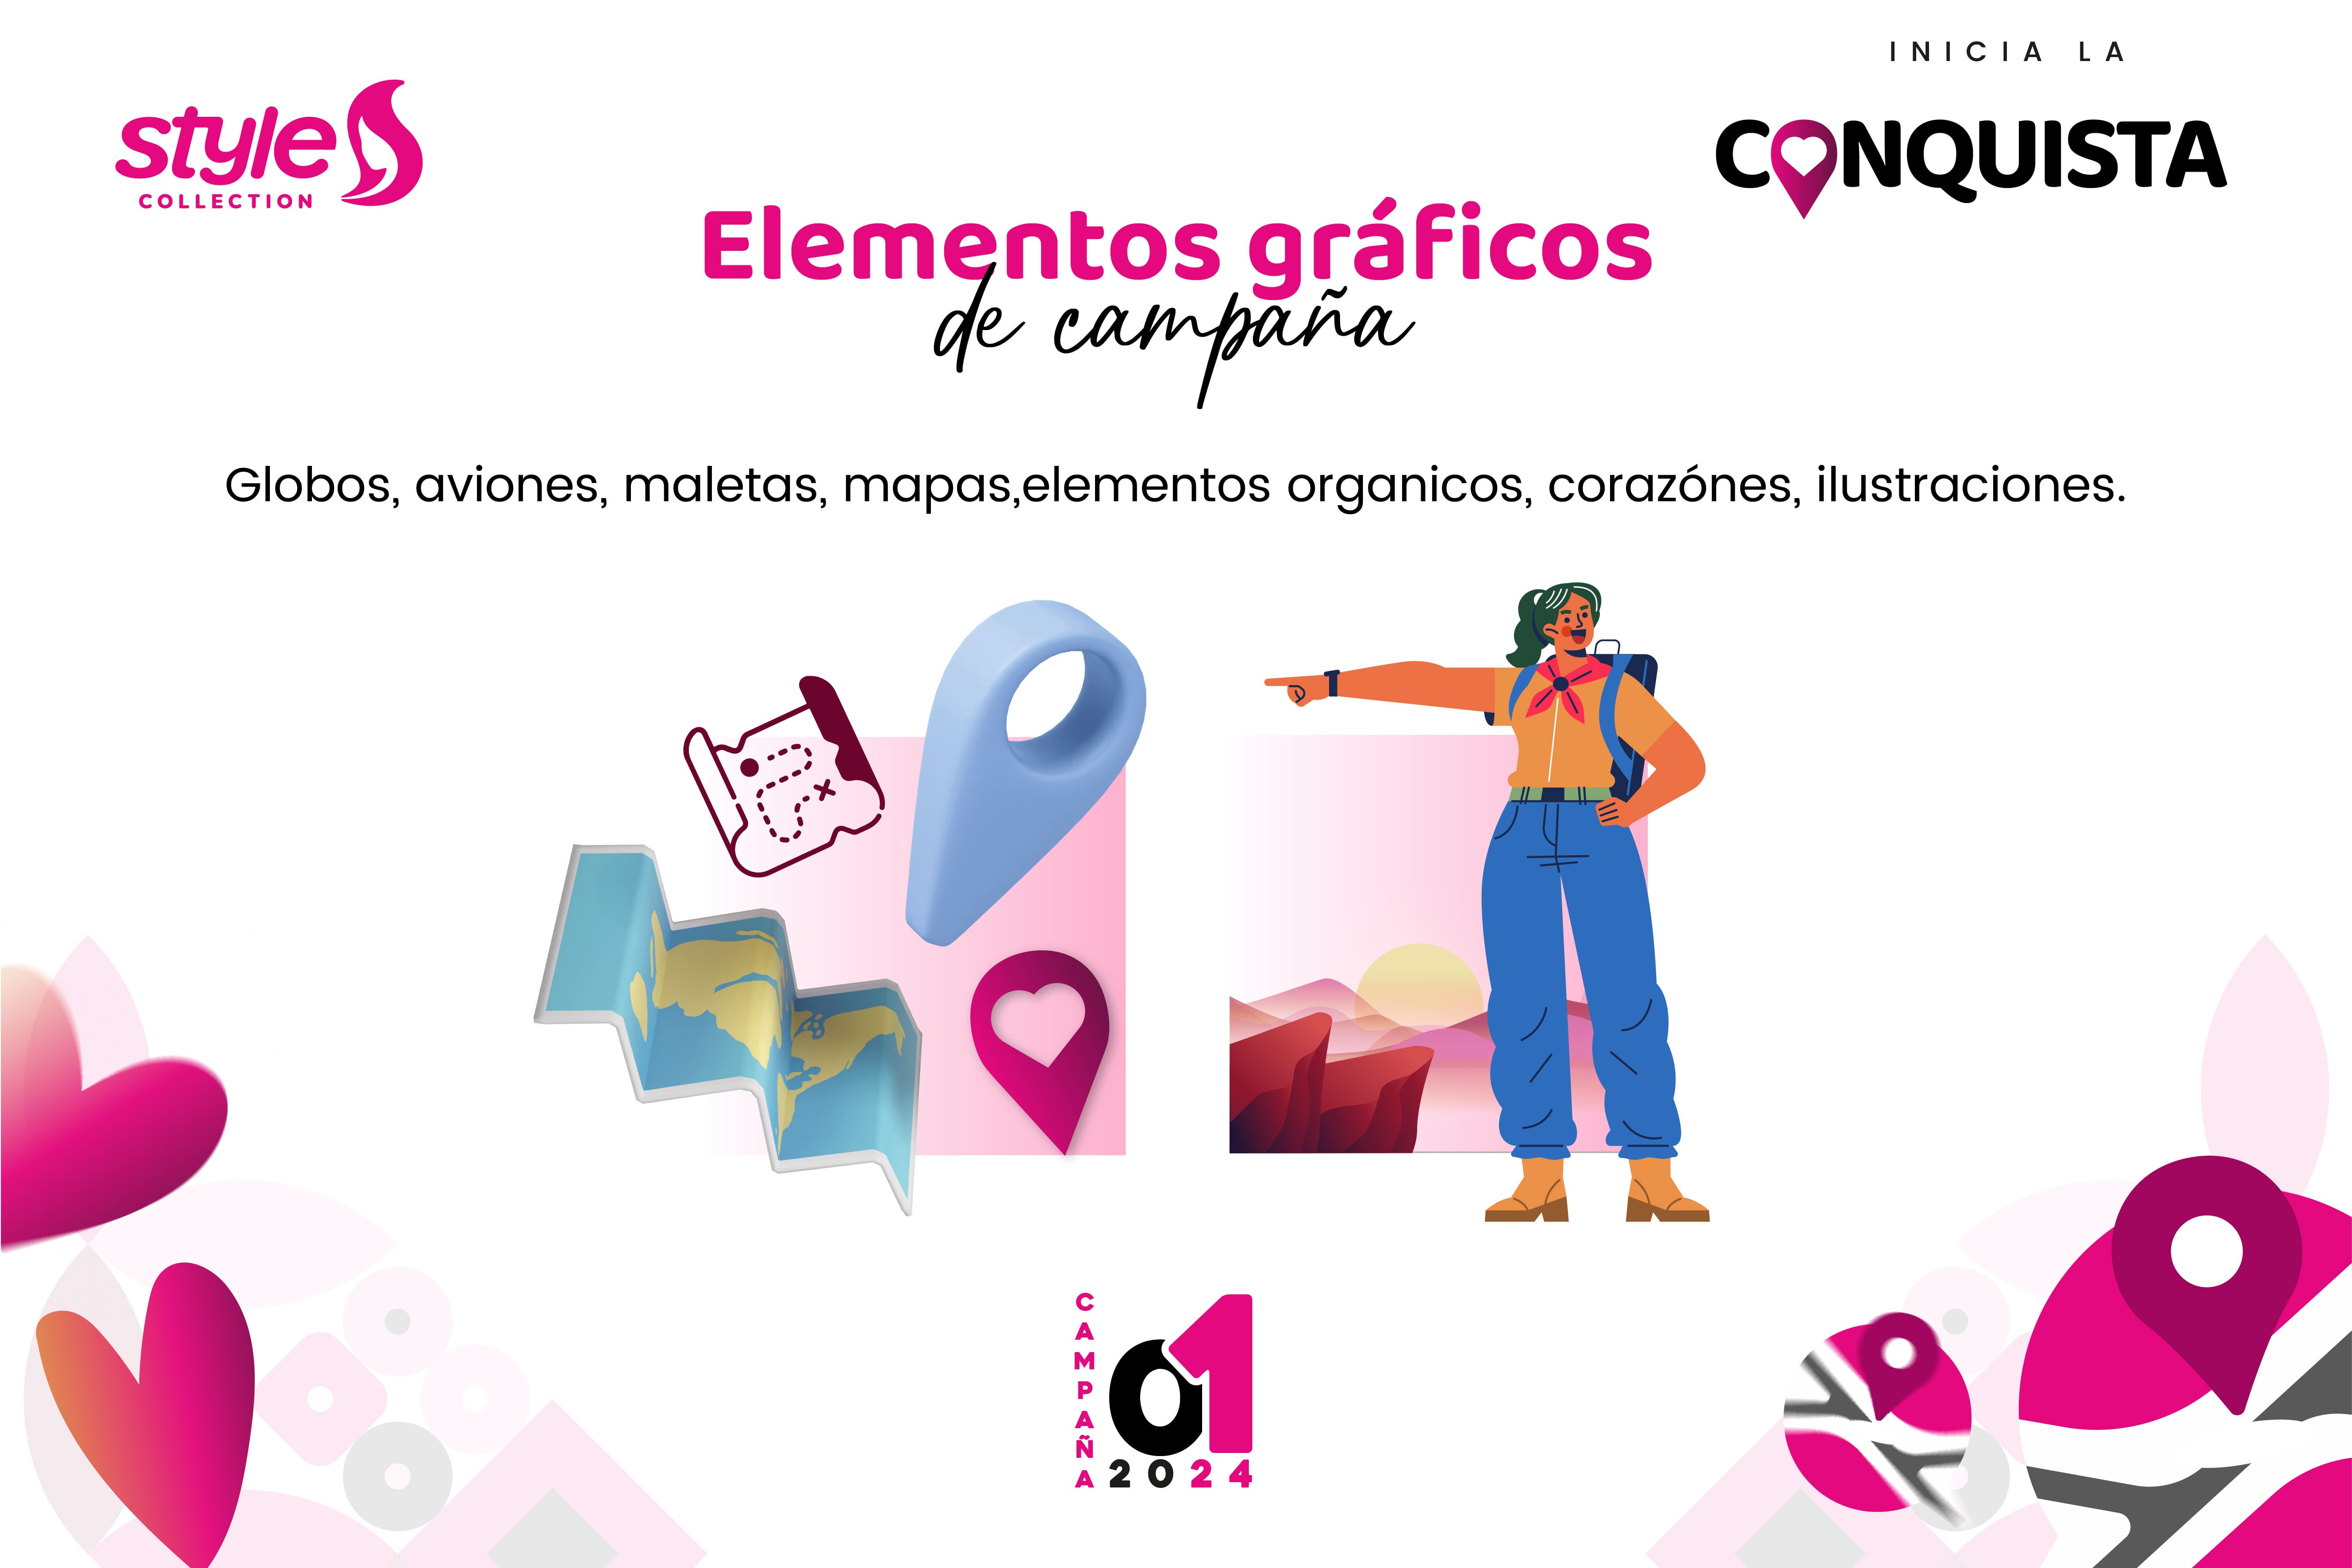 style
COLLECTION
INICIA LA
CONQUISTA
Elementos gráficos
de campaña
Globos, aviones, maletas, mapas,elementos organicos, corazónes, ilustraciones.
CAMPAÑA
01
2024